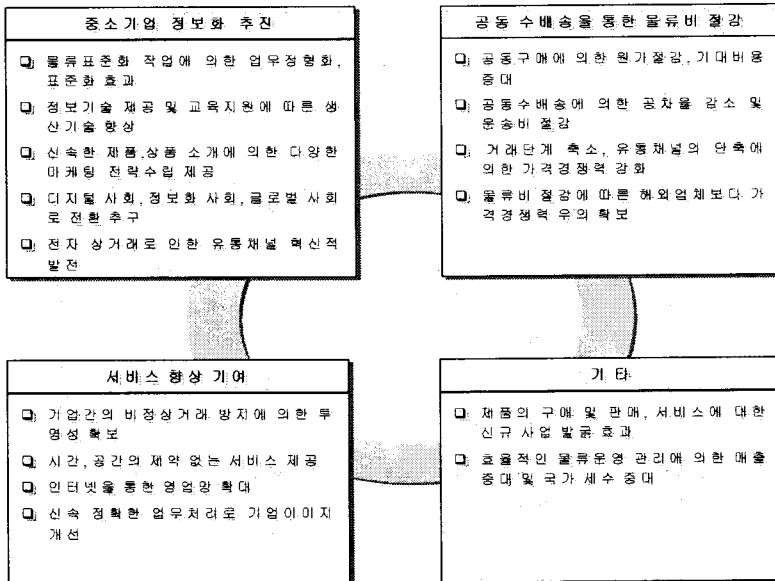 중소기업 정보화 추진
물류표준화 작업에 의한 업무정형화,
표준화 효과
정보기술 제공 및 교육지원에 따른 생
산기술 향상
신속한 제품,상품 소개에 의한 다양한
마케팅 전략수립 제공
디지털 사회, 정보화 사회, 글로벌 사회
로 전환 추구
전자 상거래로 인한 유통채널 혁신적
발전
공동 수배송을통한 물류비 절감
공동구매에 의한 원가절감, 기대비용
증대
공동수배송에 의한 공차율 감소 및
운송비 절감
거래단계 축소, 유통채널의 단축에
의한 가격경쟁력 강화
물류비 절감에 따른 해외업체보다 가
격경쟁력 우위 확보
서비스 향상 기여
기업간의 비정상거래 방지에 의한 투
명성 확보
시간, 공간의 제약 없는 서비스 제공
인터넷을 통한 영업망 확대
신속 정확한 업무처리로 기업이미지
개선
기 타
제품의 구매 및 판매, 서비스에 대한
신규 사업 발굴 효과
효율적인 물류운영 관리에 의한 매출
증대 및 국가 세수 증대